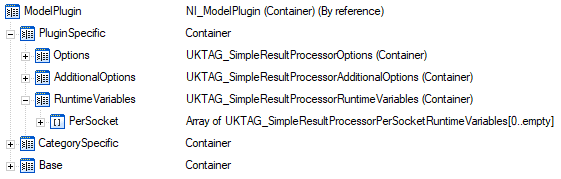 ModelPlugin NI_ModelPlugin (Container) (By reference)
PluginSpecific Container
Options UKTAG_SimpleResultProcessorOptions (Container)
AdditionalOptions UKTAG_SimpleResultProcessorAdditionalOptions (Container)
RuntimeVariables UKTAG_SimpleResultProcessorRuntimeVariables (Container)
PerSocket Array of UKTAG_SimpleResultProcessorPerSocketRuntimeVariables[0..empty]
CategorySpecific Container
Base Container